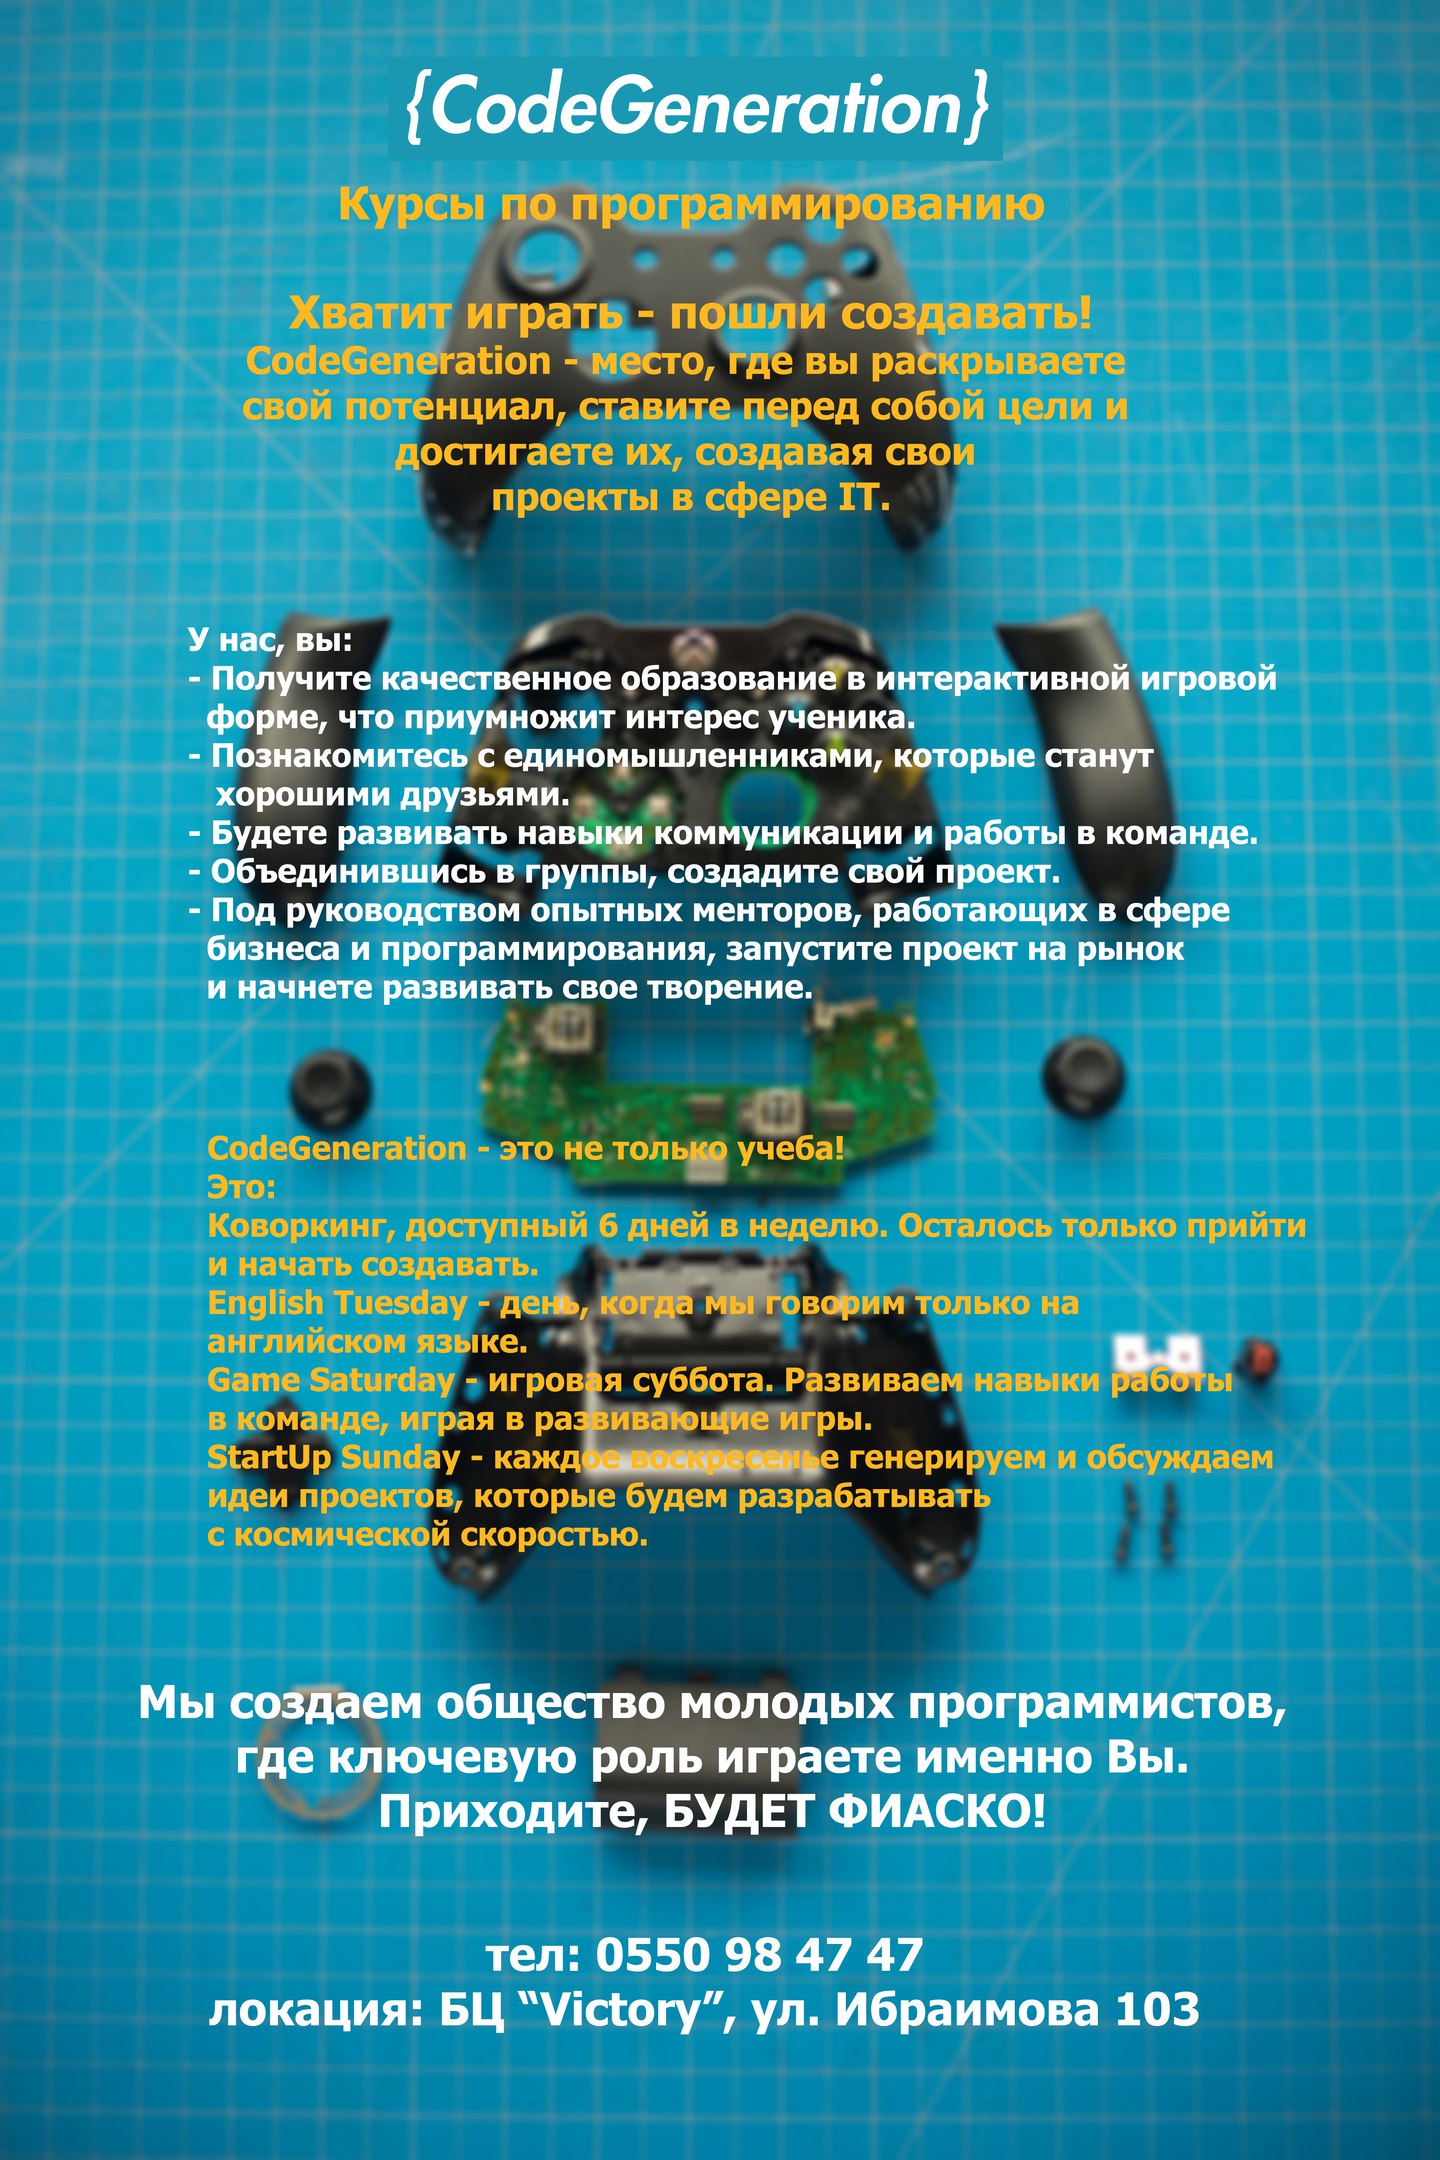 {CodeGeneration}
Курсы по программированию
Хватит играть - пошли создавать!
CodeGeneration - место, где вы раскрываете
свой потенциал, ставите перед собой цели и
достигаете их, создавая свои
проекты в сфере IT.
У нас, вы:
- Получите качественное образование в интерактивной игровой
форме, что приумножит интерес ученика.
- Познакомитесь с единомышленниками, которые станут
хорошими друзьями.
- Будете развивать навыки коммуникации и работы в команде.
- Объединившись в группы, создадите свой проект.
- Под руководством опытных менторов, работающих в сфере
бизнеса и программирования, запустите проект на рынок
и начнете развивать свое творение.
CodeGeneration - это не только учеба!
Это:
Коворкинг, доступный 6 дней в неделю. Осталось только прийти
и начать создавать.
English Tuesday - день, когда мы говорим только на
английском языке.
Game Saturday - игровая суббота. Развиваем навыки работы
в команде, играя в развивающие игры.
StartUp Sunday - каждое воскресенье генерируем и обсуждаем
идеи проектов, которые будем разрабатывать
с космической скоростью.
Мы создаем общество молодых программистов,
где ключевую роль играете именно Вы.
Приходите, БУДЕТ ФИАСКО!
тел: 0550 98 47 47
локация: БЦ “Victory”, ул. Ибраимова 103